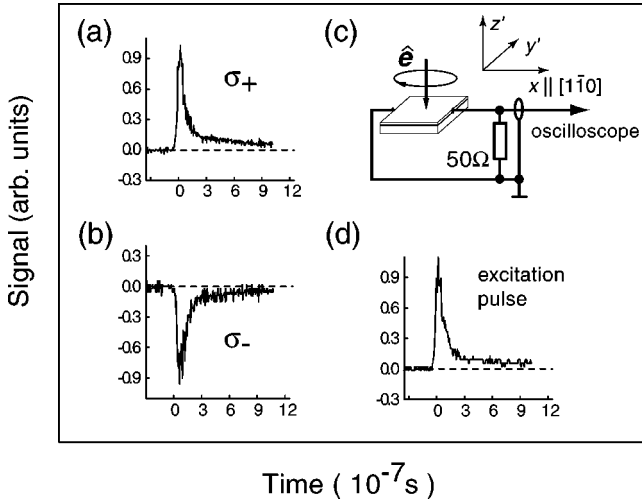 (a)
σ+
0.9
0.6
0.3
0.0
-0.3
0 3 6 9 12
(b)
σ-
0.3
0.0
-0.3
-0.6
-0.9
0 3 6 9 12
(c)
ê
z'
y'
x || [11̄0]
oscilloscope
50Ω
(d)
excitation
pulse
0.9
0.6
0.3
0.0
-0.3
0 3 6 9 12
Signal (arb. units)
Time ( 10⁻⁷s)